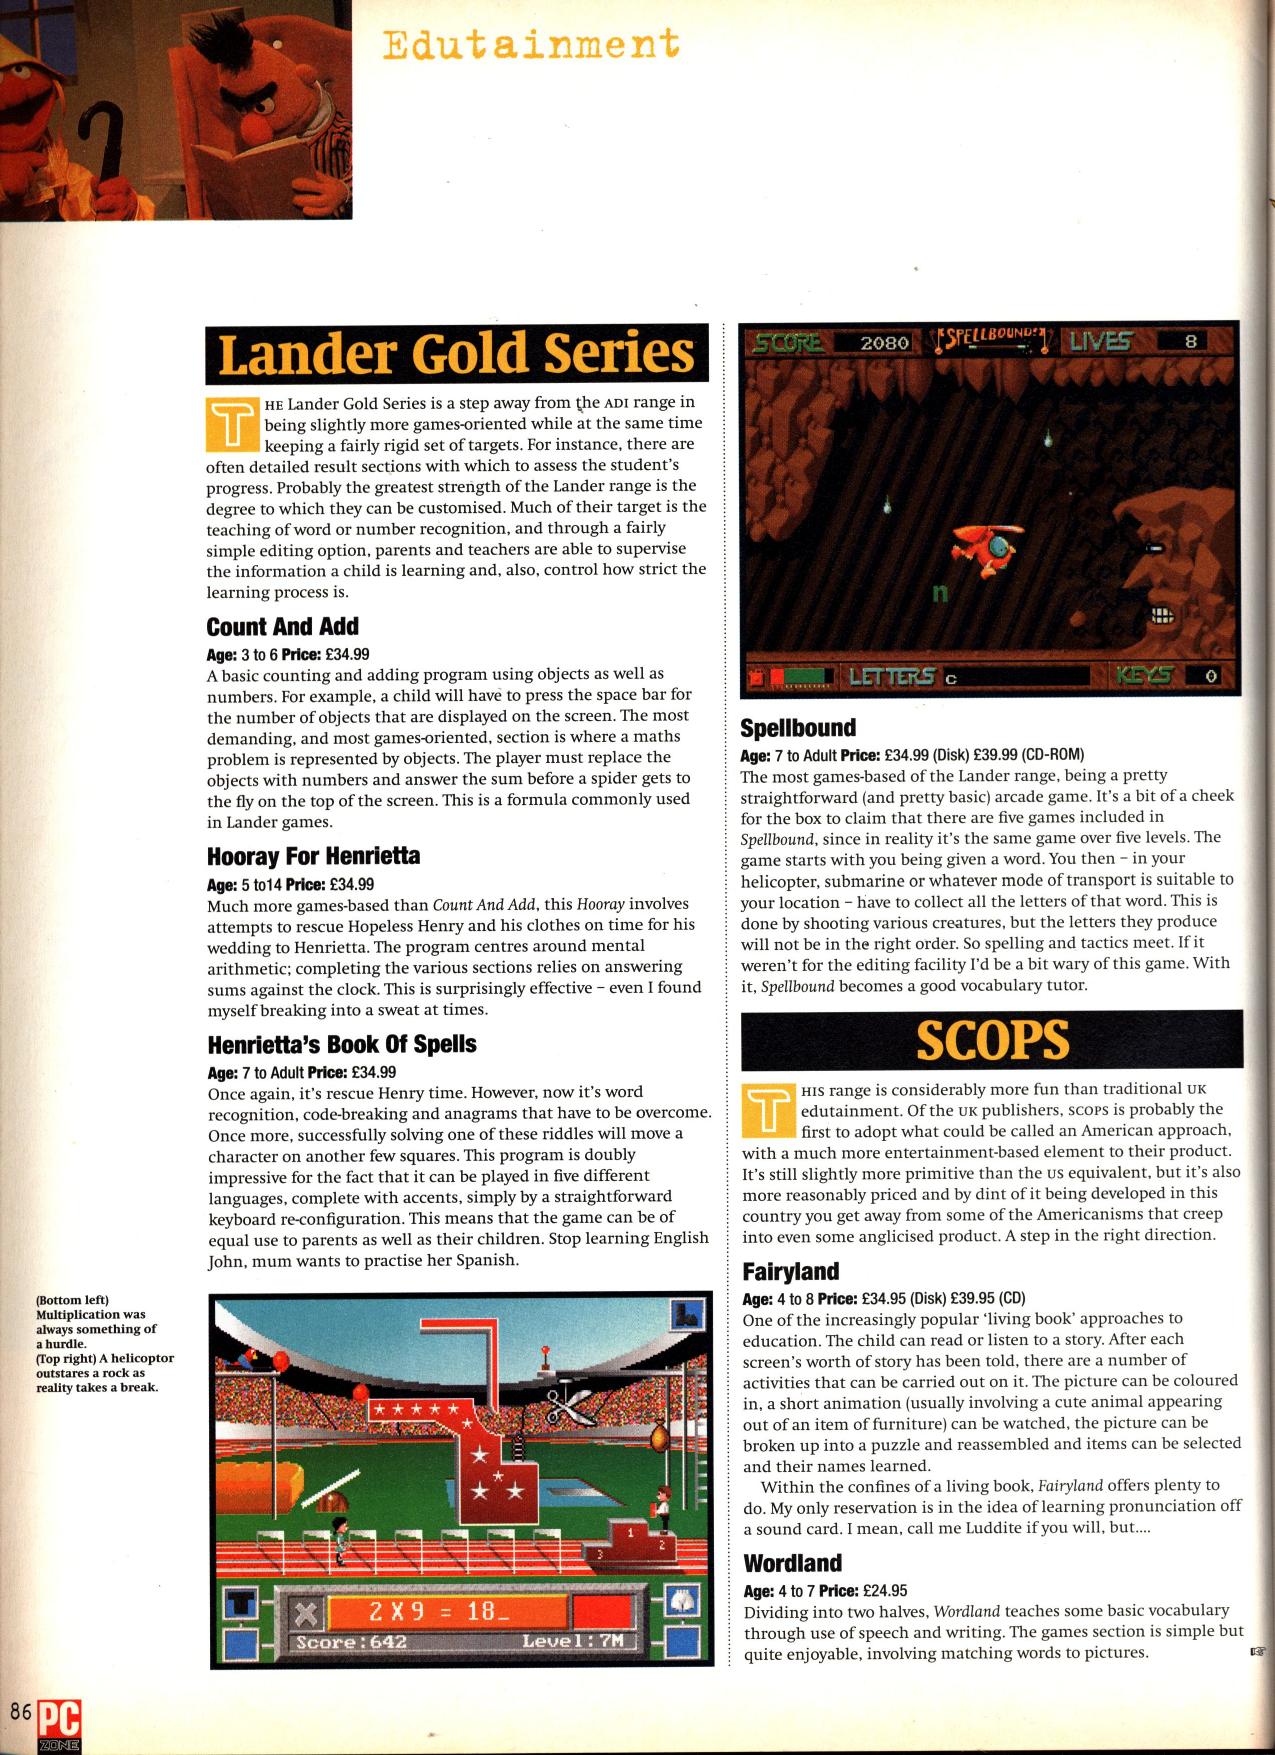 Edutainment
Lander Gold Series
THE Lander Gold Series is a step away from the ADI range in
being slightly more games-oriented while at the same time
keeping a fairly rigid set of targets. For instance, there are
often detailed result sections with which to assess the student's
progress. Probably the greatest strength of the Lander range is the
degree to which they can be customised. Much of their target is the
teaching of word or number recognition, and through a fairly
simple editing option, parents and teachers are able to supervise
the information a child is learning and, also, control how strict the
learning process is.
Count And Add
Age: 3 to 6 Price: £34.99
A basic counting and adding program using objects as well as
numbers. For example, a child will have to press the space bar for
the number of objects that are displayed on the screen. The most
demanding, and most games-oriented, section is where a maths
problem is represented by objects. The player must replace the
objects with numbers and answer the sum before a spider gets to
the fly on the top of the screen. This is a formula commonly used
in Lander games.
Hooray For Henrietta
Age: 5 to14 Price: £34.99
Much more games-based than Count And Add, this Hooray involves
attempts to rescue Hopeless Henry and his clothes on time for his
wedding to Henrietta. The program centres around mental
arithmetic; completing the various sections relies on answering
sums against the clock. This is surprisingly effective – even I found
myself breaking into a sweat at times.
Henrietta's Book Of Spells
Age: 7 to Adult Price: £34.99
Once again, it's rescue Henry time. However, now it's word
recognition, code-breaking and anagrams that have to be overcome.
Once more, successfully solving one of these riddles will move a
character on another few squares. This program is doubly
impressive for the fact that it can be played in five different
languages, complete with accents, simply by a straightforward
keyboard re-configuration. This means that the game can be of
equal use to parents as well as their children. Stop learning English
John, mum wants to practise her Spanish.
(Bottom left)
Multiplication was
always something of
a hurdle.
(Top right) A helicoptor
outstares a rock as
reality takes a break.
1
2
3
2 X 9 = 18_
Score:642 Level:7M
SCORE 2080 SPELLBOUND! LIVES 8
n
LETTERS c KEYS 0
Spellbound
Age: 7 to Adult Price: £34.99 (Disk) £39.99 (CD-ROM)
The most games-based of the Lander range, being a pretty
straightforward (and pretty basic) arcade game. It's a bit of a cheek
for the box to claim that there are five games included in
Spellbound, since in reality it's the same game over five levels. The
game starts with you being given a word. You then – in your
helicopter, submarine or whatever mode of transport is suitable to
your location – have to collect all the letters of that word. This is
done by shooting various creatures, but the letters they produce
will not be in the right order. So spelling and tactics meet. If it
weren't for the editing facility I'd be a bit wary of this game. With
it, Spellbound becomes a good vocabulary tutor.
SCOPS
THIS range is considerably more fun than traditional UK
edutainment. Of the UK publishers, SCOPS is probably the
first to adopt what could be called an American approach,
with a much more entertainment-based element to their product.
It's still slightly more primitive than the US equivalent, but it's also
more reasonably priced and by dint of it being developed in this
country you get away from some of the Americanisms that creep
into even some anglicised product. A step in the right direction.
Fairyland
Age: 4 to 8 Price: £34.95 (Disk) £39.95 (CD)
One of the increasingly popular 'living book' approaches to
education. The child can read or listen to a story. After each
screen's worth of story has been told, there are a number of
activities that can be carried out on it. The picture can be coloured
in, a short animation (usually involving a cute animal appearing
out of an item of furniture) can be watched, the picture can be
broken up into a puzzle and reassembled and items can be selected
and their names learned.
Within the confines of a living book, Fairyland offers plenty to
do. My only reservation is in the idea of learning pronunciation off
a sound card. I mean, call me Luddite if you will, but....
Wordland
Age: 4 to 7 Price: £24.95
Dividing into two halves, Wordland teaches some basic vocabulary
through use of speech and writing. The games section is simple but
quite enjoyable, involving matching words to pictures.
86 PC
ZONE